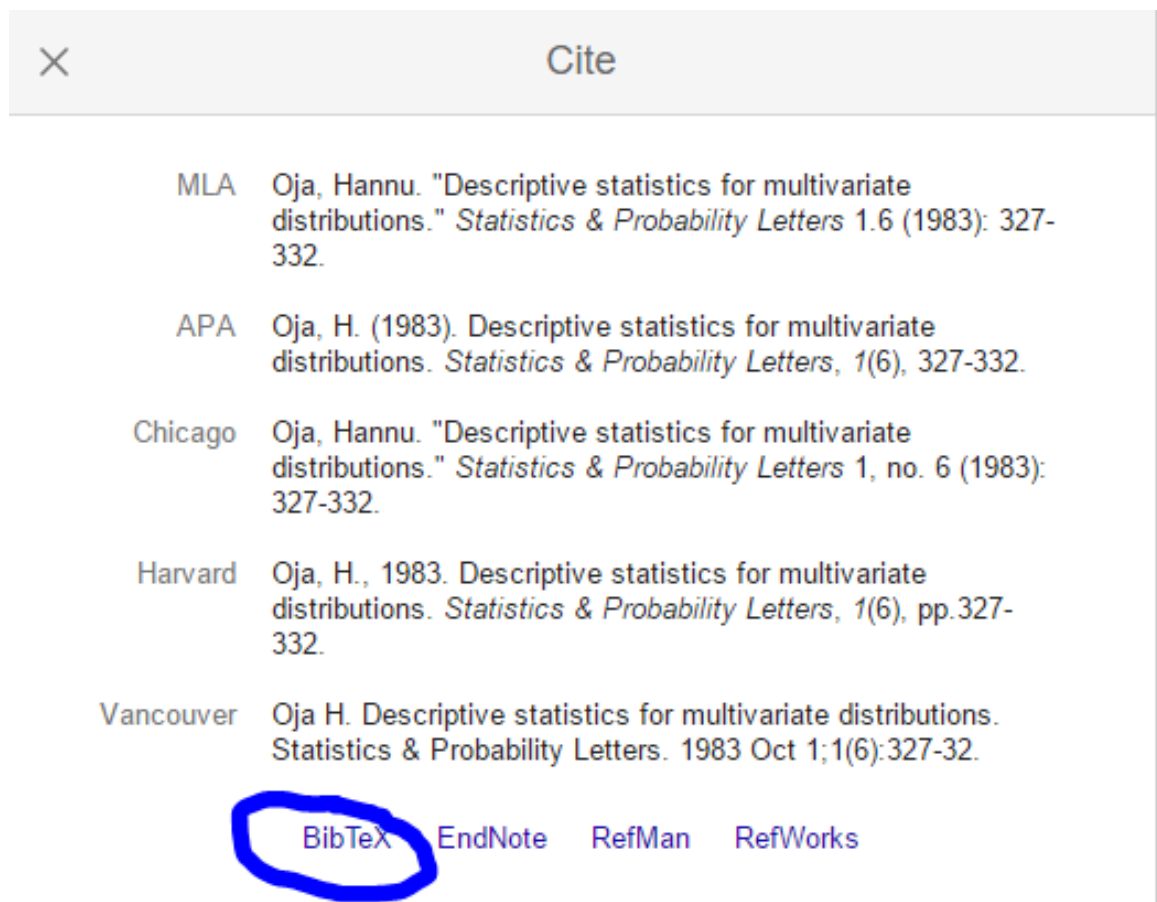 Cite
MLA Oja, Hannu. "Descriptive statistics for multivariate
distributions." Statistics & Probability Letters 1.6 (1983): 327-
332.
APA Oja, H. (1983). Descriptive statistics for multivariate
distributions. Statistics & Probability Letters, 1(6), 327-332.
Chicago Oja, Hannu. "Descriptive statistics for multivariate
distributions." Statistics & Probability Letters 1, no. 6 (1983):
327-332.
Harvard Oja, H., 1983. Descriptive statistics for multivariate
distributions. Statistics & Probability Letters, 1(6), pp.327-
332.
Vancouver Oja H. Descriptive statistics for multivariate distributions.
Statistics & Probability Letters. 1983 Oct 1;1(6):327-32.
BibTeX EndNote RefMan RefWorks